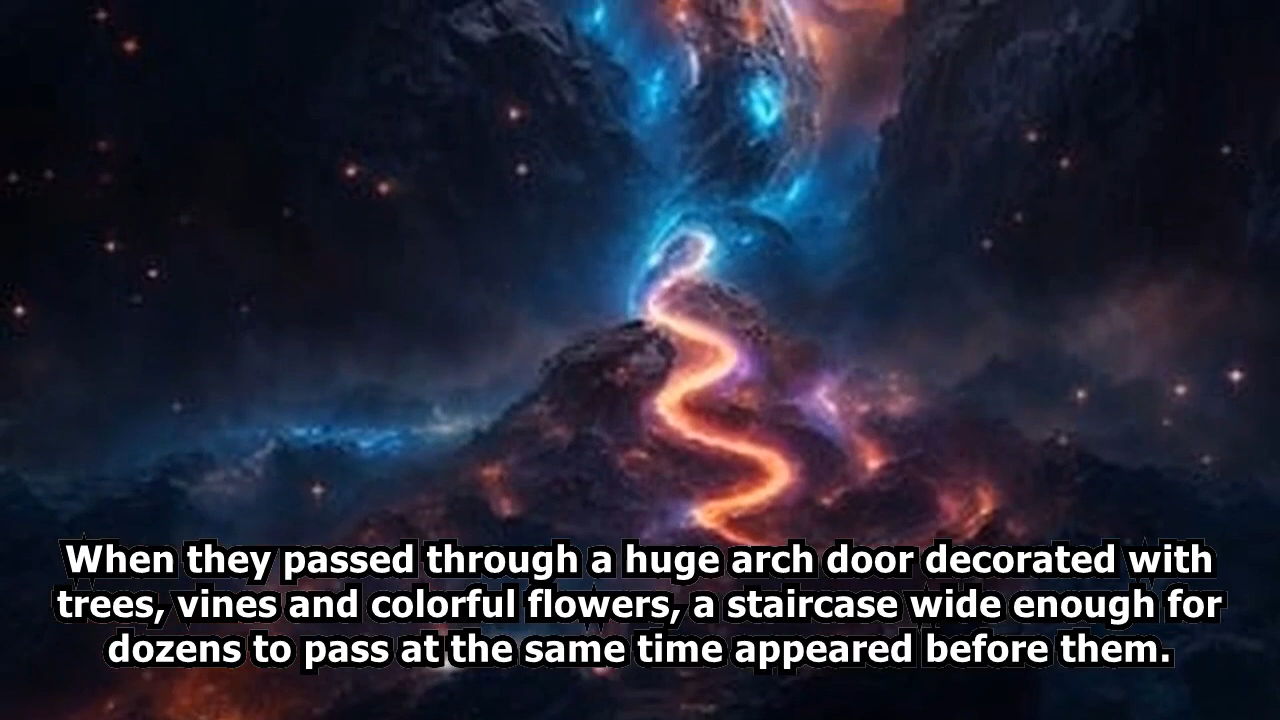 When they passed through a huge arch door decorated with
trees, vines and colorful flowers, a staircase wide enough for
dozens to pass at the same time appeared before them.